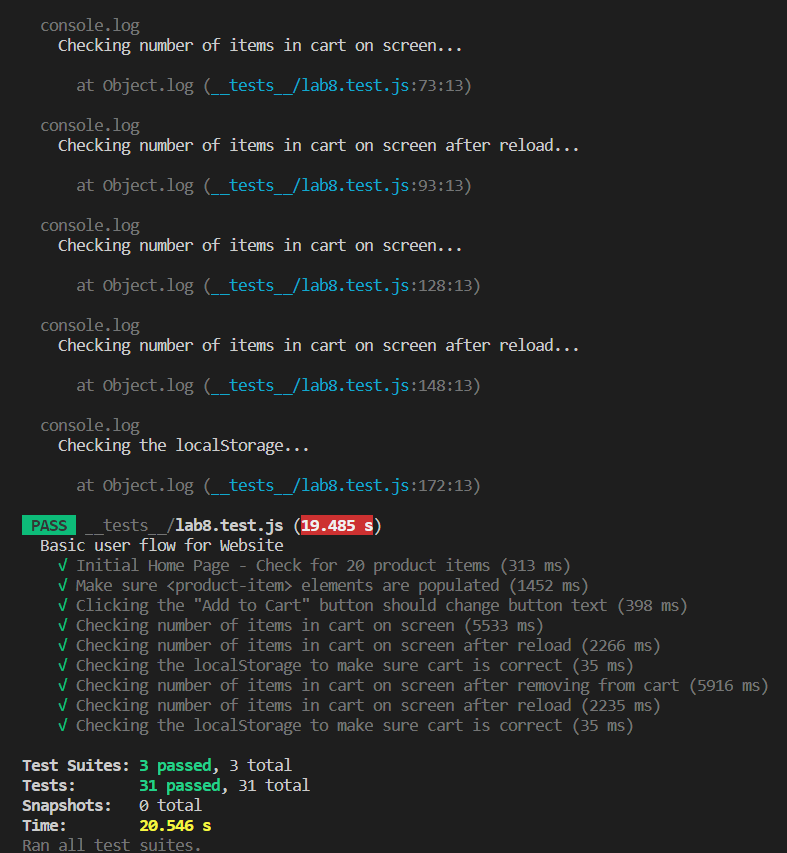 console.log
Checking number of items in cart on screen...
at Object.log (__tests__/lab8.test.js:73:13)
console.log
Checking number of items in cart on screen after reload...
at Object.log (__tests__/lab8.test.js:93:13)
console.log
Checking number of items in cart on screen...
at Object.log (__tests__/lab8.test.js:128:13)
console.log
Checking number of items in cart on screen after reload...
at Object.log (__tests__/lab8.test.js:148:13)
console.log
Checking the localStorage...
at Object.log (__tests__/lab8.test.js:172:13)
PASS __tests__/lab8.test.js (19.485 s)
Basic user flow for Website
√ Initial Home Page - Check for 20 product items (313 ms)
√ Make sure <product-item> elements are populated (1452 ms)
√ Clicking the "Add to Cart" button should change button text (398 ms)
√ Checking number of items in cart on screen (5533 ms)
√ Checking number of items in cart on screen after reload (2266 ms)
√ Checking the localStorage to make sure cart is correct (35 ms)
√ Checking number of items in cart on screen after removing from cart (5916 ms)
√ Checking number of items in cart on screen after reload (2235 ms)
√ Checking the localStorage to make sure cart is correct (35 ms)
Test Suites: 3 passed, 3 total
Tests: 31 passed, 31 total
Snapshots: 0 total
Time: 20.546 s
Ran all test suites.